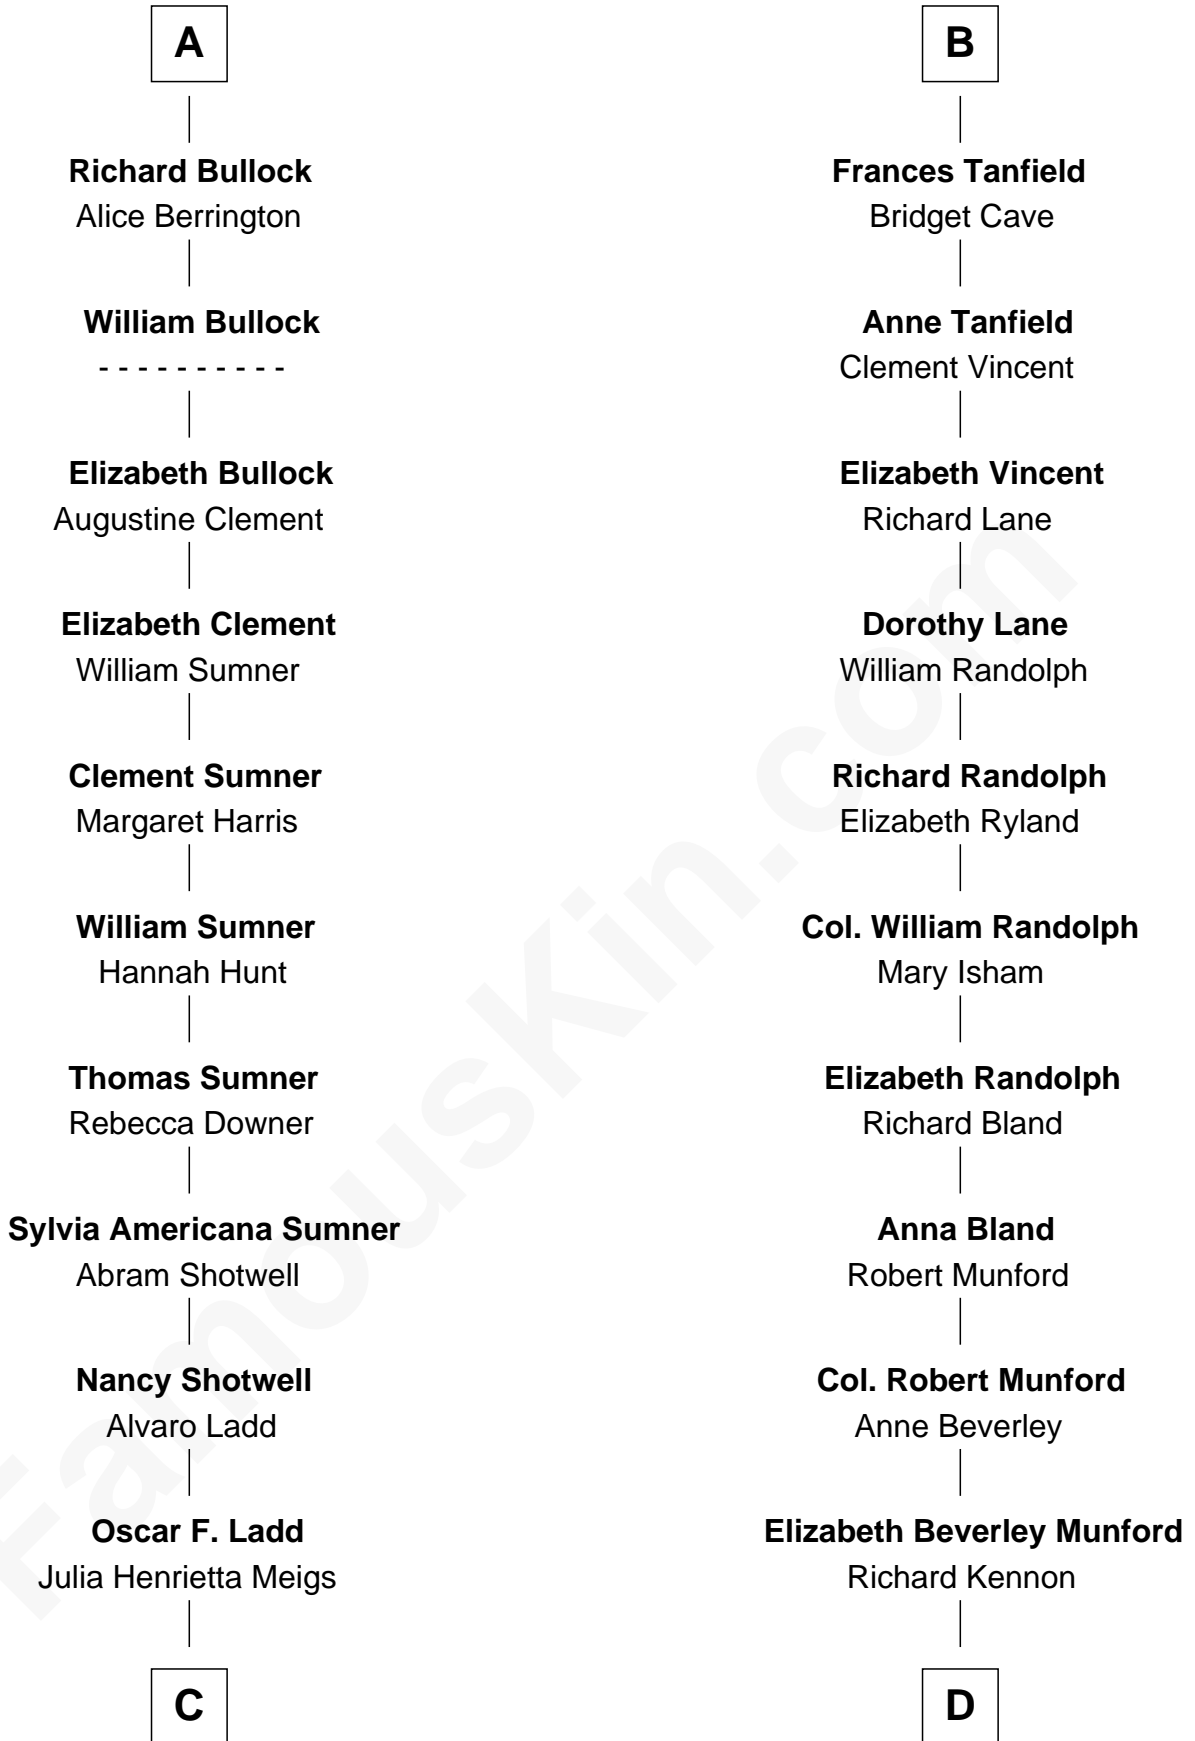 A
Richard Bullock
Alice Berrington
William Bullock
- - - - - - - - - -
Elizabeth Bullock
Augustine Clement
Elizabeth Clement
William Sumner
Clement Sumner
Margaret Harris
William Sumner
Hannah Hunt
Thomas Sumner
Rebecca Downer
Sylvia Americana Sumner
Abram Shotwell
Nancy Shotwell
Alvaro Ladd
Oscar F. Ladd
Julia Henrietta Meigs
C
B
Frances Tanfield
Bridget Cave
Anne Tanfield
Clement Vincent
Elizabeth Vincent
Richard Lane
Dorothy Lane
William Randolph
Richard Randolph
Elizabeth Ryland
Col. William Randolph
Mary Isham
Elizabeth Randolph
Richard Bland
Anna Bland
Robert Munford
Col. Robert Munford
Anne Beverley
Elizabeth Beverley Munford
Richard Kennon
D
FamousKin.com